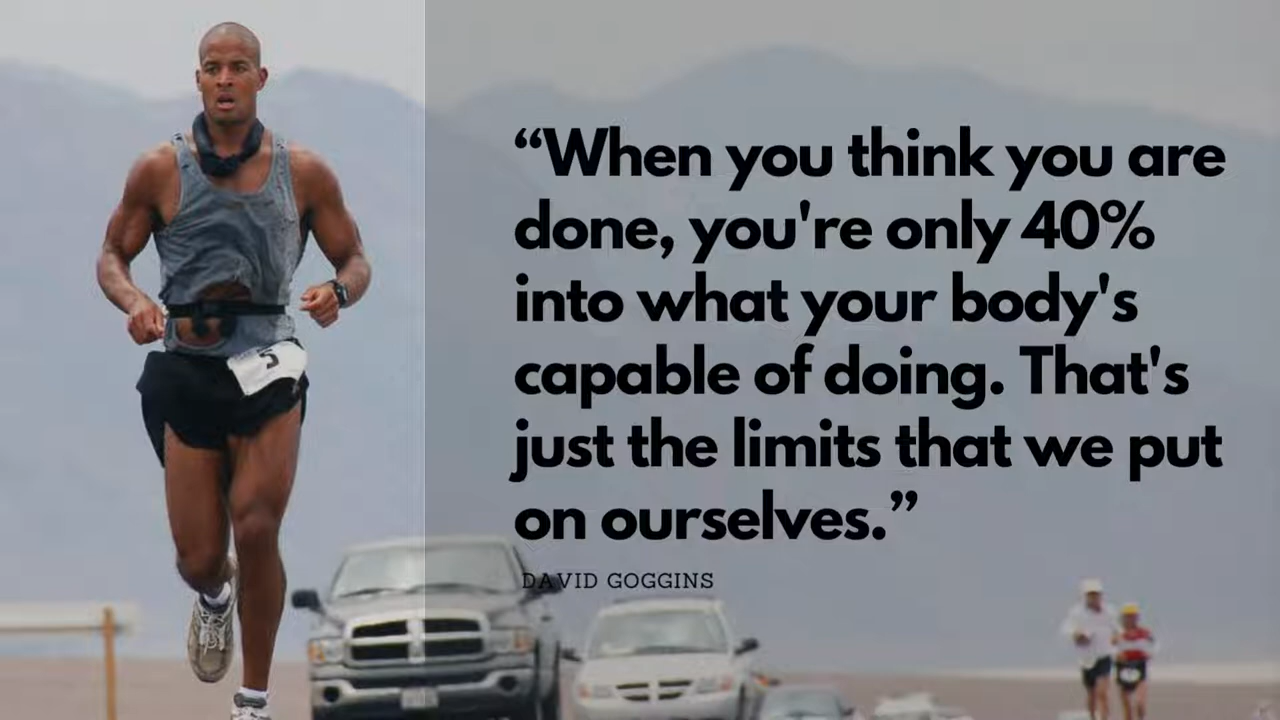 “When you think you are
done, you're only 40%
into what your body's
capable of doing. That's
just the limits that we put
on ourselves.”
DAVID GOGGINS
5